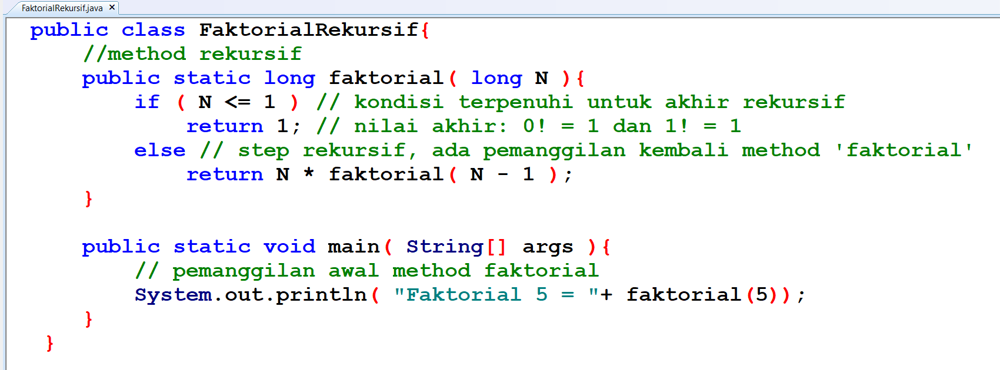 FaktorialRekursif.java ×
public class FaktorialRekursif{
//method rekursif
public static long faktorial( long N ){
if ( N <= 1 ) // kondisi terpenuhi untuk akhir rekursif
return 1; // nilai akhir: 0! = 1 dan 1! = 1
else // step rekursif, ada pemanggilan kembali method 'faktorial'
return N * faktorial( N - 1 );
}
public static void main( String[] args ){
// pemanggilan awal method faktorial
System.out.println( "Faktorial 5 = "+ faktorial(5));
}
}